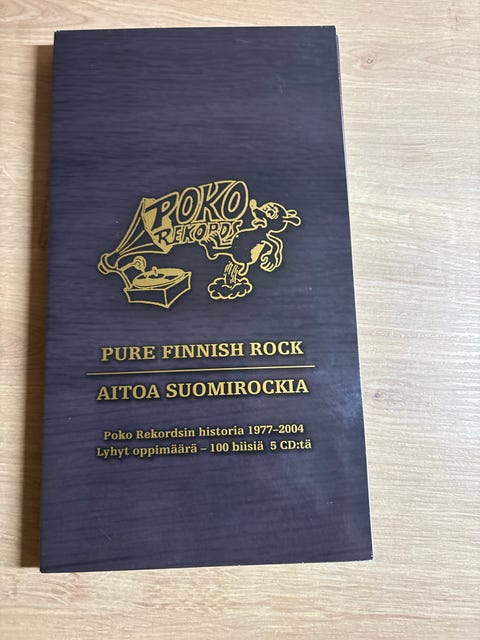 POKO
REKORDS
PURE FINNISH ROCK
AITOA SUOMIROCKIA
Poko Rekordsin historia 1977–2004
Lyhyt oppimäärä – 100 biisiä 5 CD:tä